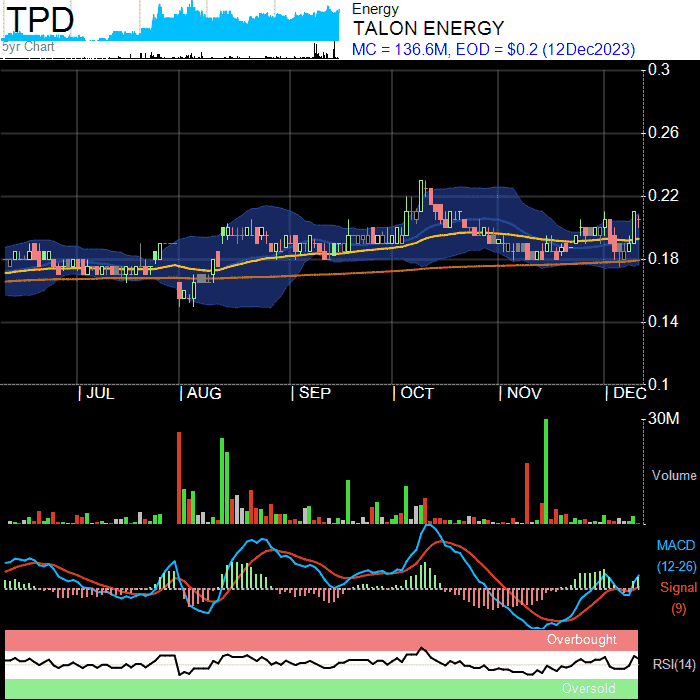 TPD
5yr Chart
Energy
TALON ENERGY
MC = 136.6M, EOD = $0.2 (12Dec2023)
0.3
0.26
0.22
0.18
0.14
0.1
| JUL | AUG | SEP | OCT | NOV | DEC
30M
Volume
MACD
(12-26)
Signal
(9)
Overbought
RSI(14)
Oversold